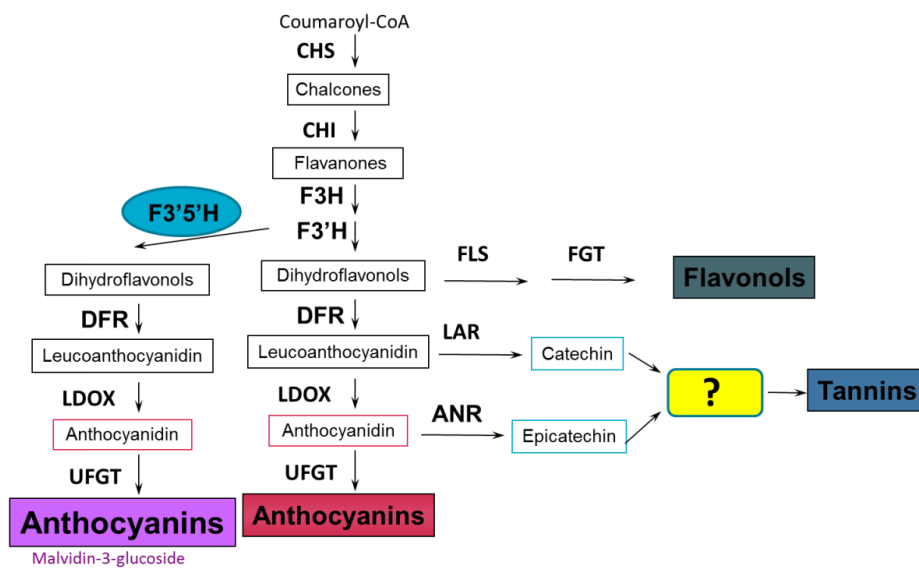 Coumaroyl-CoA
CHS
Chalcones
CHI
Flavanones
F3H
F3'5'H
F3'H
Dihydroflavonols
Dihydroflavonols
FLS
FGT
Flavonols
DFR
DFR
LAR
Leucoanthocyanidin
Leucoanthocyanidin
Catechin
?
Tannins
LDOX
LDOX
ANR
Anthocyanidin
Anthocyanidin
Epicatechin
UFGT
UFGT
Anthocyanins
Anthocyanins
Malvidin-3-glucoside